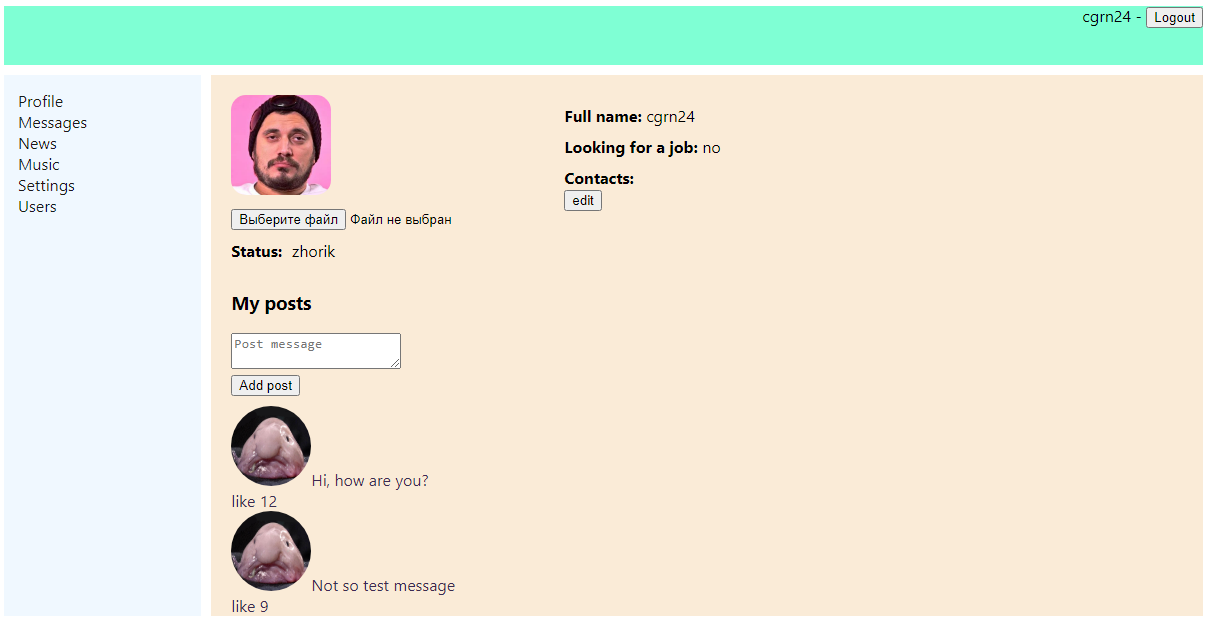 cgrn24 - Logout
Profile
Messages
News
Music
Settings
Users
Выберите файл Файл не выбран
Status: zhorik
Full name: cgrn24
Looking for a job: no
Contacts:
edit
My posts
Post message
Add post
Hi, how are you?
like 12
Not so test message
like 9